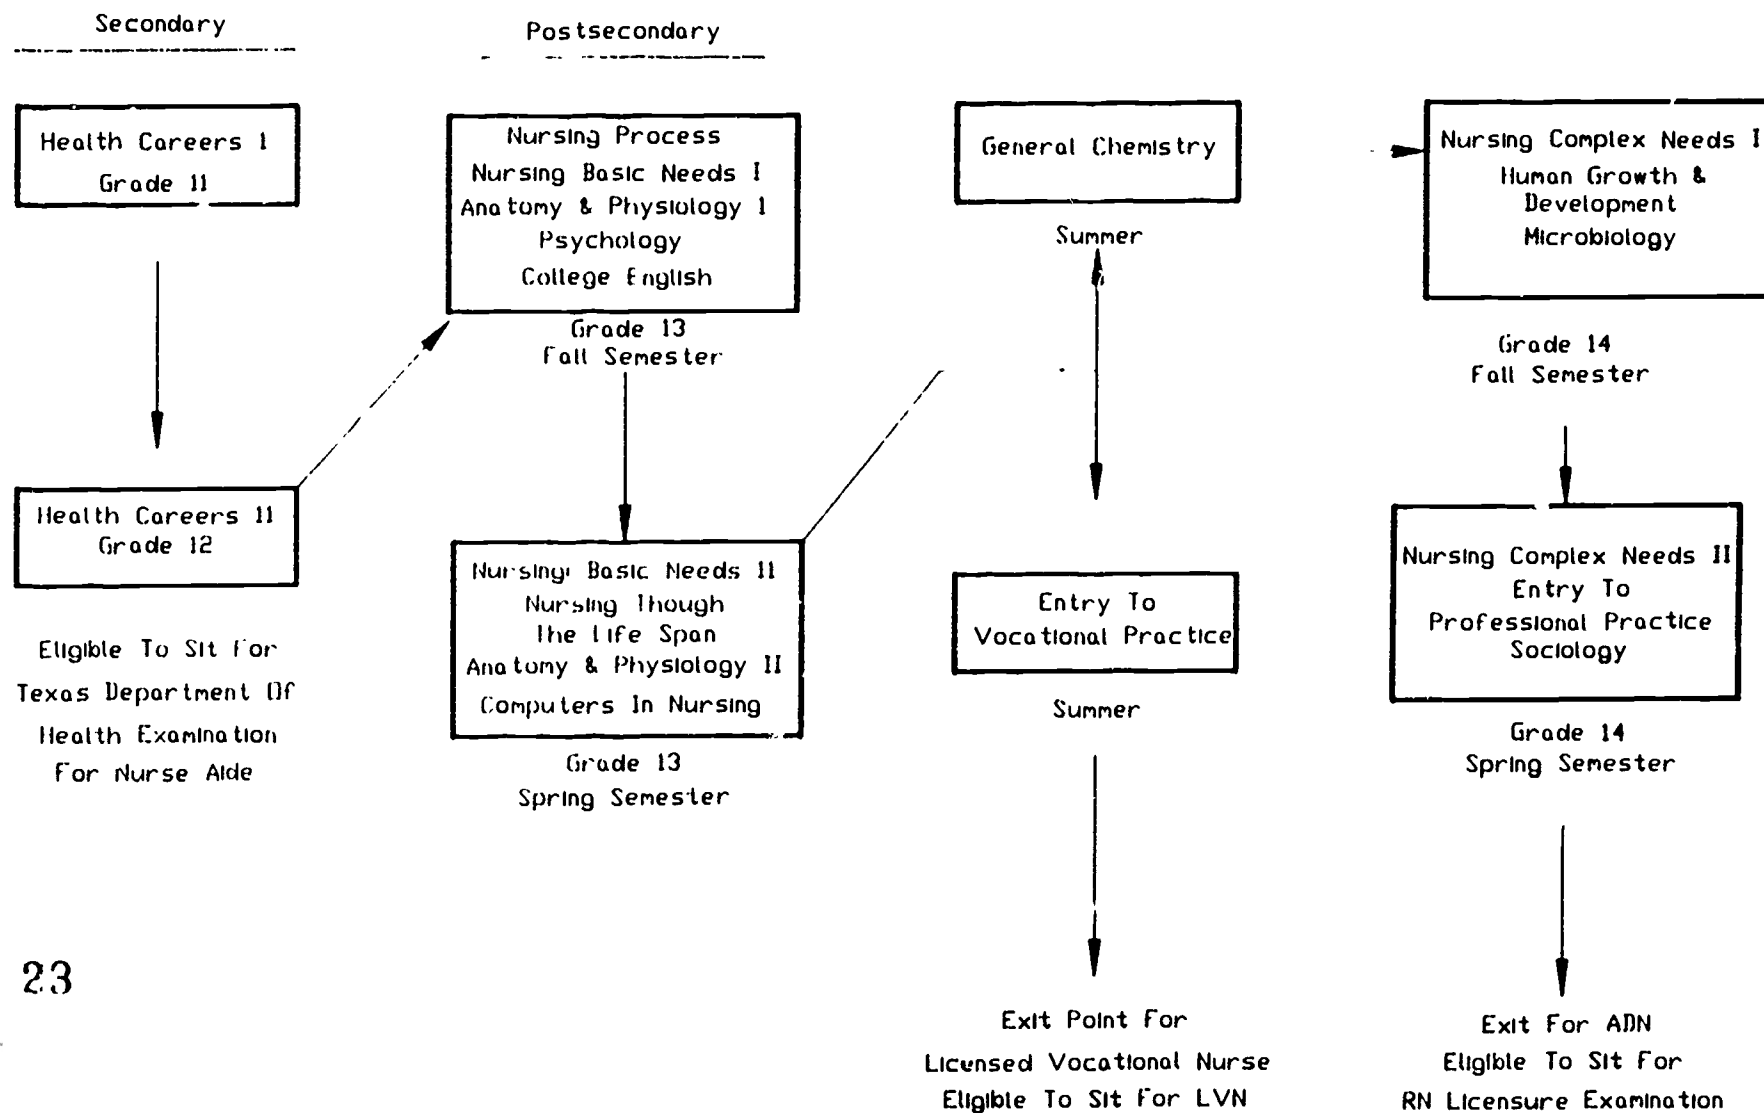 Secondary
Postsecondary
Health Careers I
Grade 11
Health Careers II
Grade 12
Eligible To Sit For
Texas Department Of
Health Examination
For Nurse Aide
Nursing Process
Nursing Basic Needs I
Anatomy & Physiology I
Psychology
College English
Grade 13
Fall Semester
Nursing Basic Needs II
Nursing Though
The Life Span
Anatomy & Physiology II
Computers In Nursing
Grade 13
Spring Semester
General Chemistry
Summer
Entry To
Vocational Practice
Summer
Exit Point For
Licensed Vocational Nurse
Eligible To Sit For LVN
Nursing Complex Needs I
Human Growth &
Development
Microbiology
Grade 14
Fall Semester
Nursing Complex Needs II
Entry To
Professional Practice
Sociology
Grade 14
Spring Semester
Exit For ADN
Eligible To Sit For
RN Licensure Examination
23